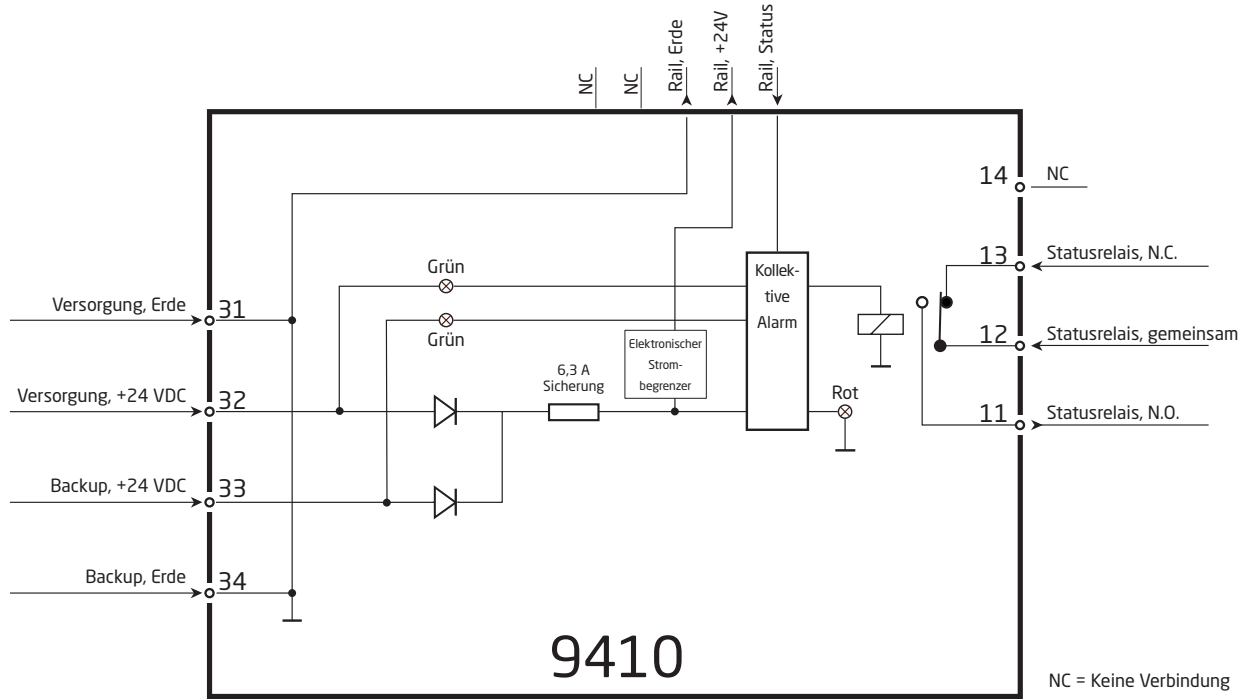 NC
NC
Rail, Erde
Rail, +24V
Rail, Status
14
NC
13
Statusrelais, N.C.
12
Statusrelais, gemeinsam
11
Statusrelais, N.O.
Versorgung, Erde
31
Versorgung, +24 VDC
32
Backup, +24 VDC
33
Backup, Erde
34
Grün
Grün
6,3 A
Sicherung
Elektronischer
Strom-
begrenzer
Kollek-
tive
Alarm
Rot
9410
NC = Keine Verbindung